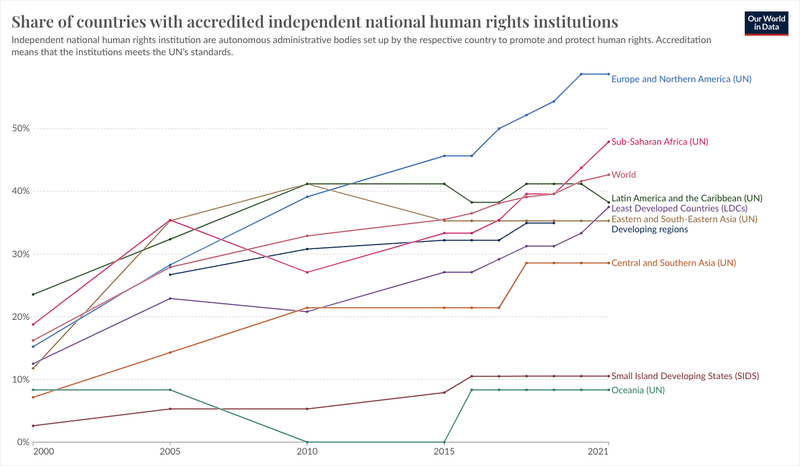 Share of countries with accredited independent national human rights institutions
Our World
in Data
Independent national human rights institution are autonomous administrative bodies set up by the respective country to promote and protect human rights. Accreditation
means that the institutions meets the UN's standards.
Europe and Northern America (UN)
50%
Sub-Saharan Africa (UN)
World
40%
Latin America and the Caribbean (UN)
Least Developed Countries (LDCs)
Eastern and South-Eastern Asia (UN)
Developing regions
30%
Central and Southern Asia (UN)
20%
10%
Small Island Developing States (SIDS)
Oceania (UN)
0%
2000 2005 2010 2015 2021